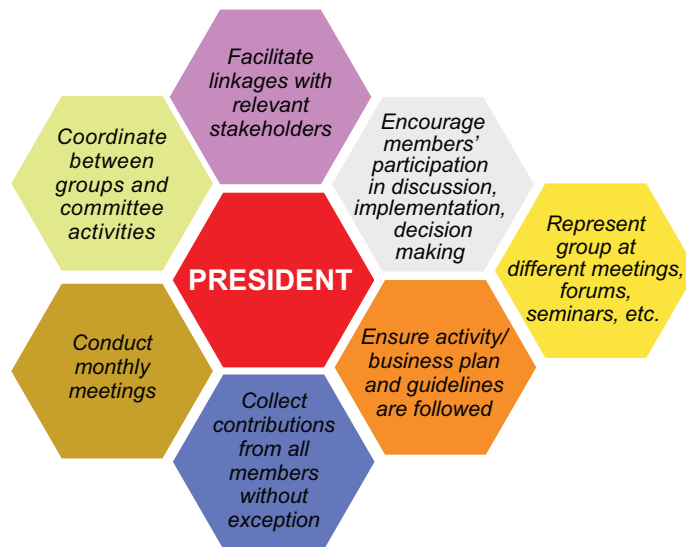 Facilitate
linkages with
relevant
stakeholders
Coordinate
between
groups and
committee
activities
Encourage
members’
participation
in discussion,
implementation,
decision
making
Represent
group at
different meetings,
forums,
seminars, etc.
PRESIDENT
Conduct
monthly
meetings
Ensure activity/
business plan
and guidelines
are followed
Collect
contributions
from all
members
without
exception